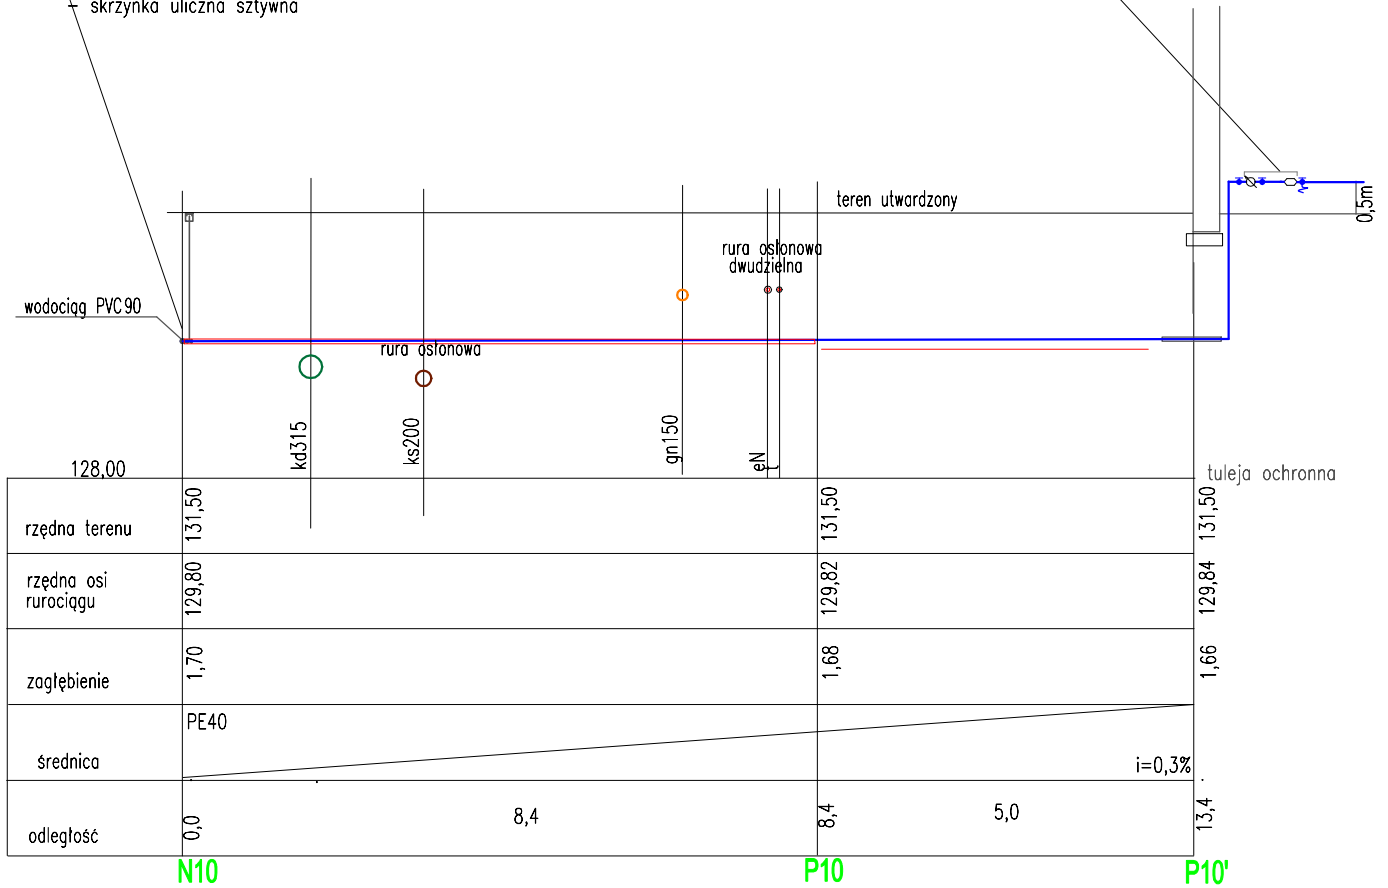 - skrzynka uliczna sztywna
teren utwardzony
0,5m
rura osłonowa
dwudzielna
wodociąg PVC90
rura osłonowa
kd315
ks200
gn150
eN
t
128,00
tuleja ochronna
rzędna terenu
131,50
131,50
131,50
rzędna osi
rurociągu
129,80
129,82
129,84
zagłębienie
1,70
1,68
1,66
PE40
średnica
i=0,3%
odległość
0,0
8,4
8,4
5,0
13,4
N10
P10
P10'